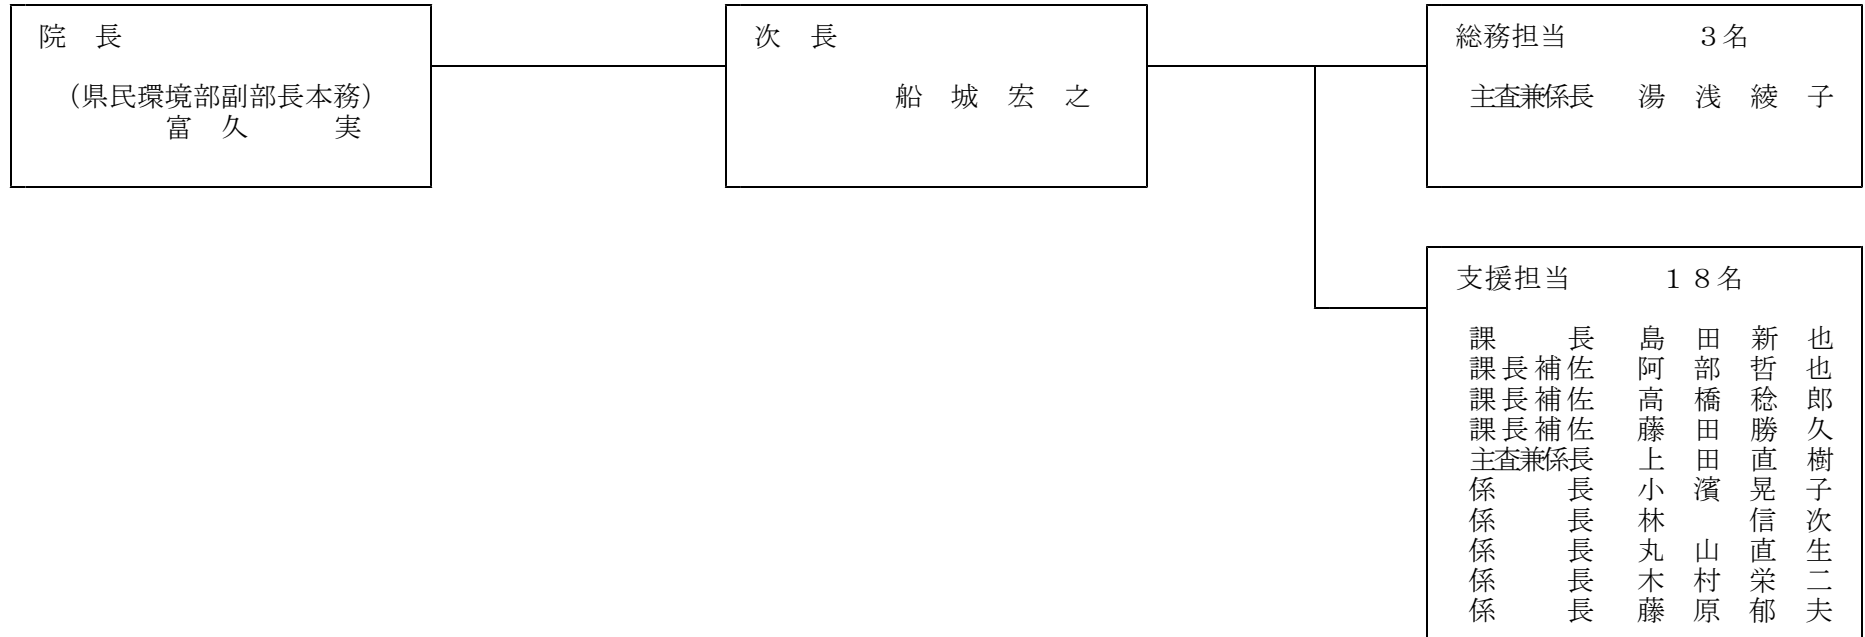 院　長
（県民環境部副部長本務）
富　久　　　実
次　長
船　城　宏　之
総務担当　　　　３名
主査兼係長　湯　浅　綾　子
支援担当　　　１８名
課　　　長　島　田　新　也
課長補佐　阿　部　哲　也
課長補佐　高　橋　稔　郎
課長補佐　藤　田　勝　久
主査兼係長　上　田　直　樹
係　　　長　小　濱　晃　子
係　　　長　林　　　信　次
係　　　長　丸　山　直　生
係　　　長　木　村　栄　二
係　　　長　藤　原　郁　夫